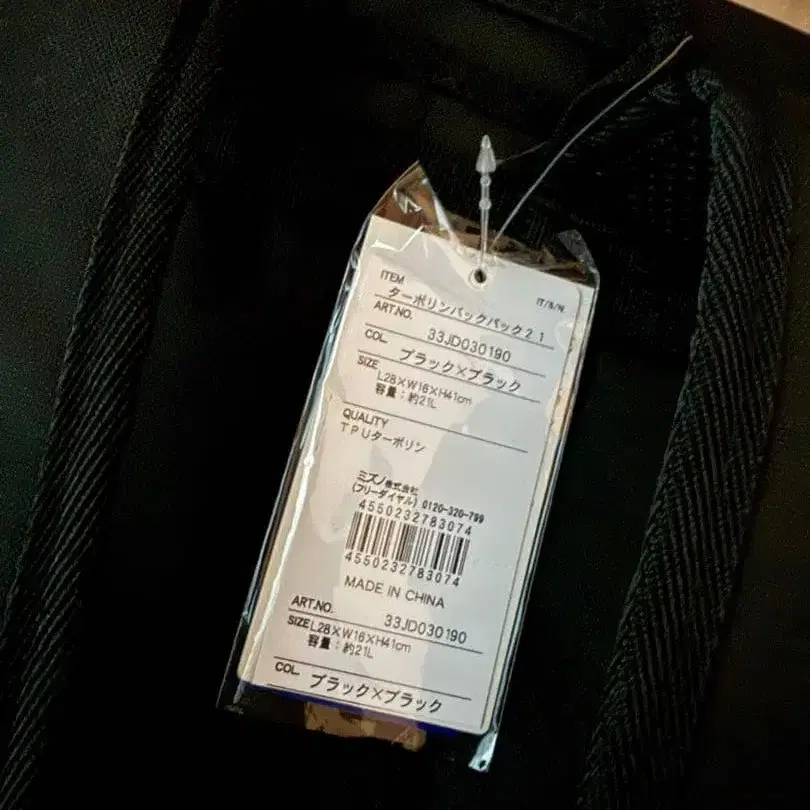 ITEM IT/8/N
ターポリンバックパック21
ART.NO.
33JD030190
COL.
ブラック×ブラック
SIZE
L28×W16×H41cm
容量：約21L
QUALITY
TPUターポリン
ミズノ株式会社
(フリーダイヤル) 0120-320-799
4550232783074
4550232783074
MADE IN CHINA
ART.NO. 33JD030190
SIZE L28×W16×H41cm
容量：約21L
COL. ブラック×ブラック